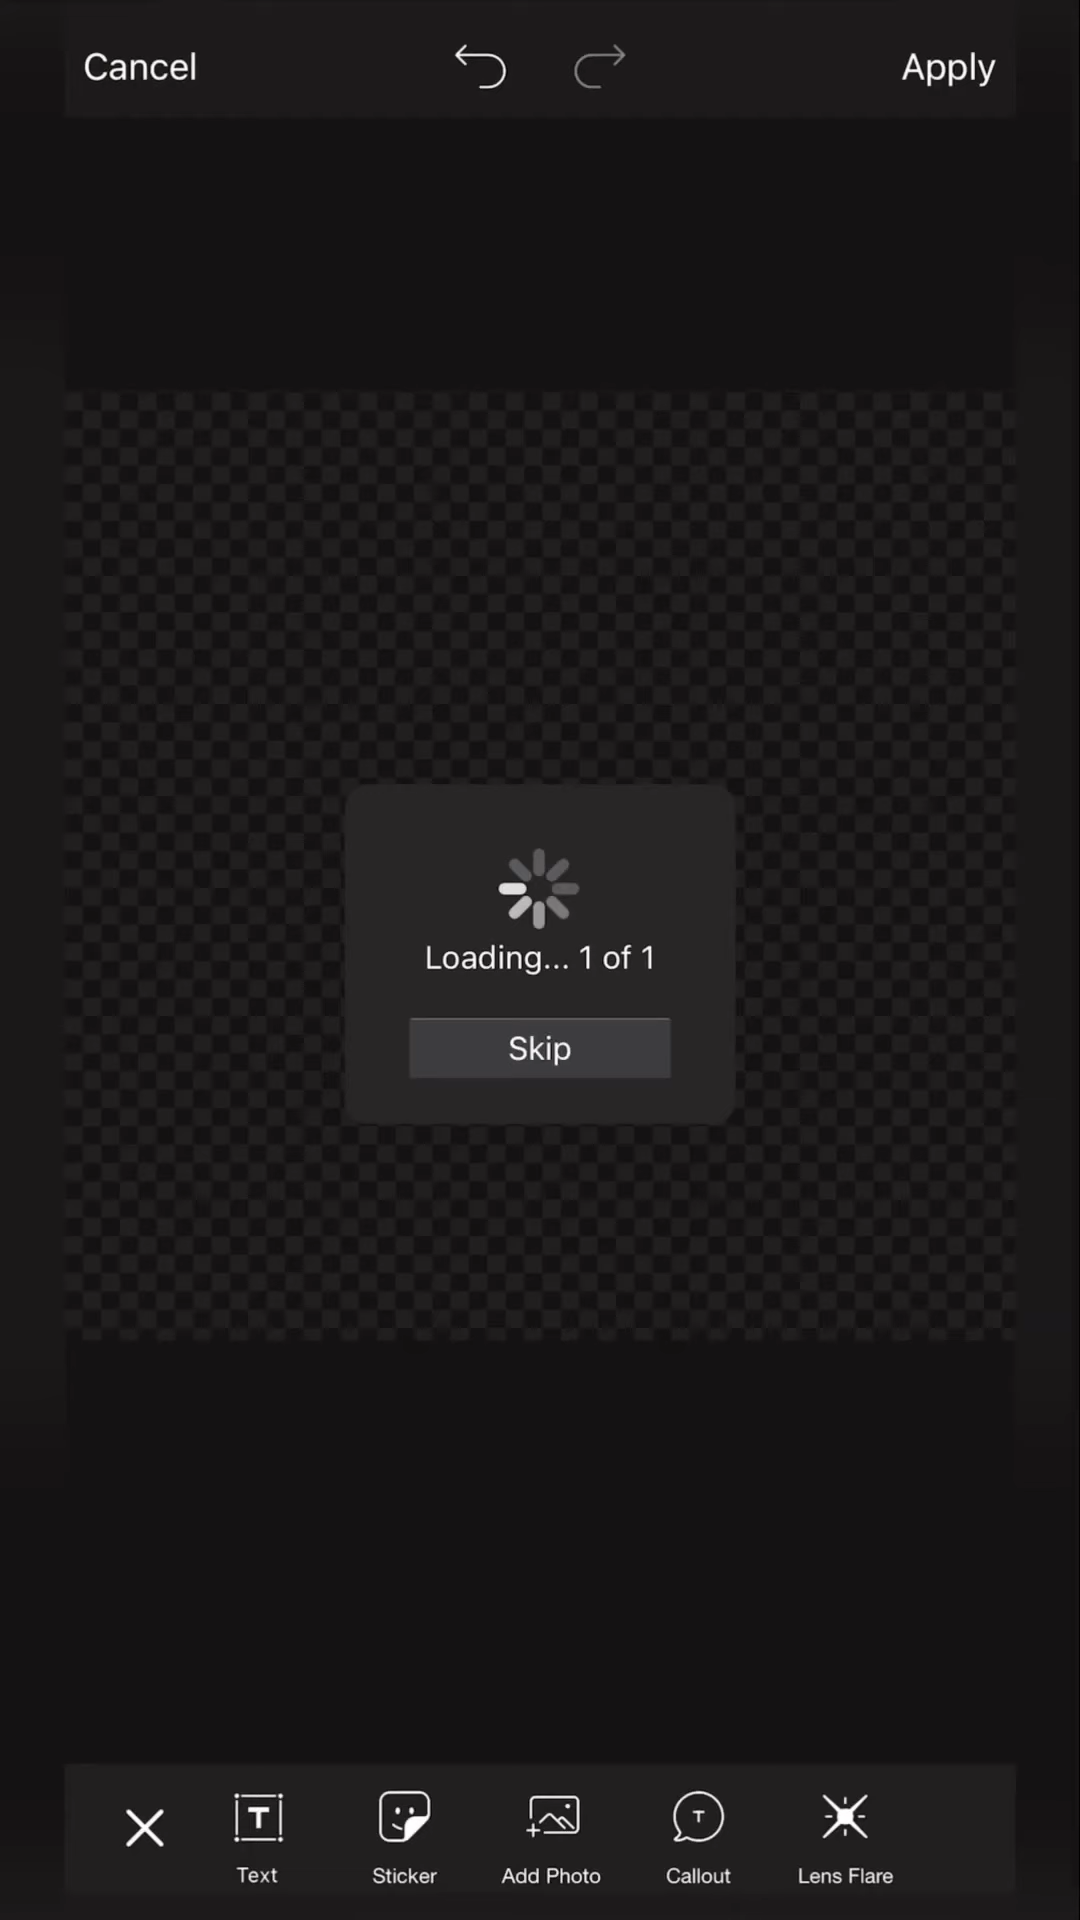 Cancel
Apply
Loading... 1 of 1
Skip
T
T
Text
Sticker
Add Photo
Callout
Lens Flare